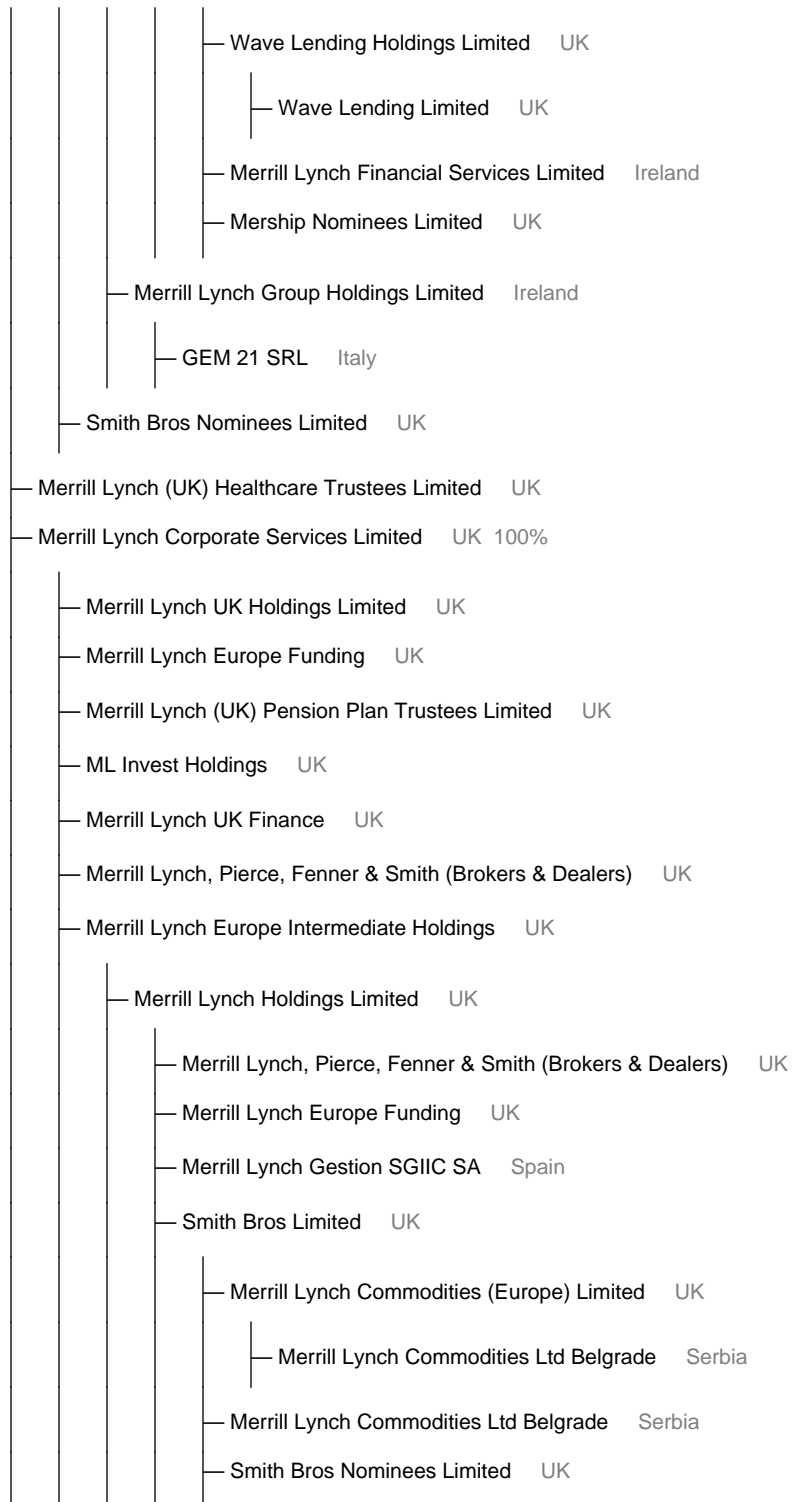 Wave Lending Holdings Limited UK
Wave Lending Limited UK
Merrill Lynch Financial Services Limited Ireland
Mership Nominees Limited UK
Merrill Lynch Group Holdings Limited Ireland
GEM 21 SRL Italy
Smith Bros Nominees Limited UK
Merrill Lynch (UK) Healthcare Trustees Limited UK
Merrill Lynch Corporate Services Limited UK 100%
Merrill Lynch UK Holdings Limited UK
Merrill Lynch Europe Funding UK
Merrill Lynch (UK) Pension Plan Trustees Limited UK
ML Invest Holdings UK
Merrill Lynch UK Finance UK
Merrill Lynch, Pierce, Fenner & Smith (Brokers & Dealers) UK
Merrill Lynch Europe Intermediate Holdings UK
Merrill Lynch Holdings Limited UK
Merrill Lynch, Pierce, Fenner & Smith (Brokers & Dealers) UK
Merrill Lynch Europe Funding UK
Merrill Lynch Gestion SGIIC SA Spain
Smith Bros Limited UK
Merrill Lynch Commodities (Europe) Limited UK
Merrill Lynch Commodities Ltd Belgrade Serbia
Merrill Lynch Commodities Ltd Belgrade Serbia
Smith Bros Nominees Limited UK